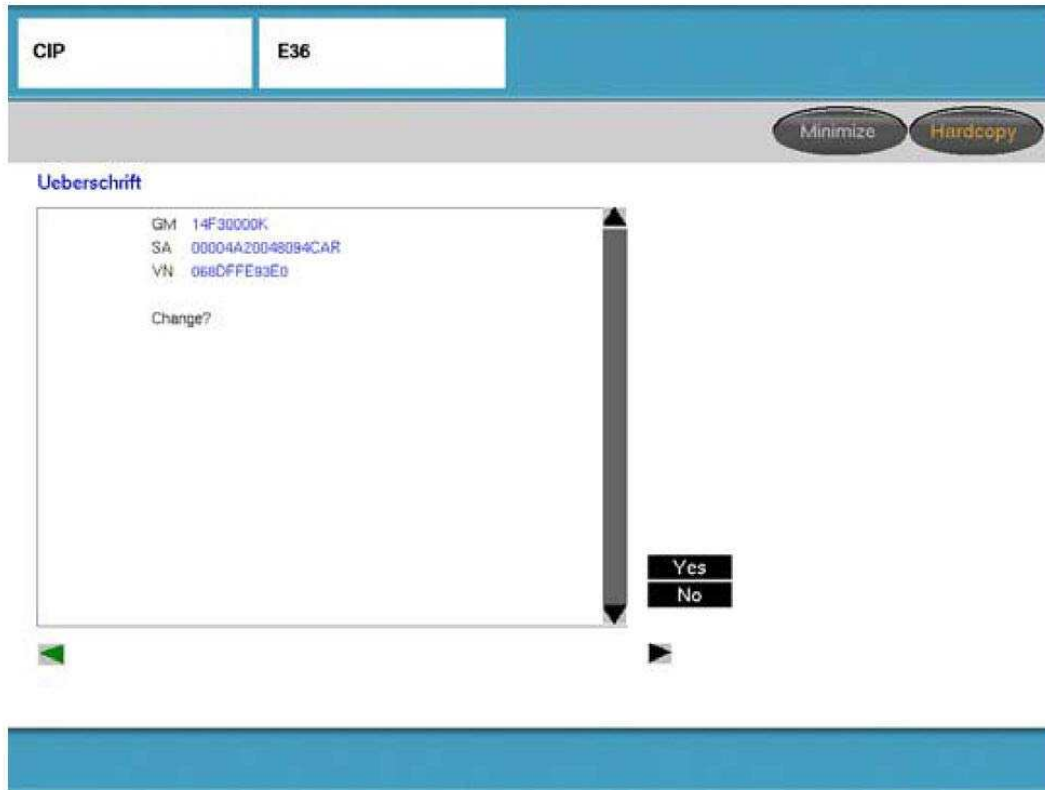 CIP
E36
Minimize
Hardcopy
Ueberschrift
GM 14F30000K
SA 00004A20048094CAR
VN 068DFFE93E0
Change?
Yes
No